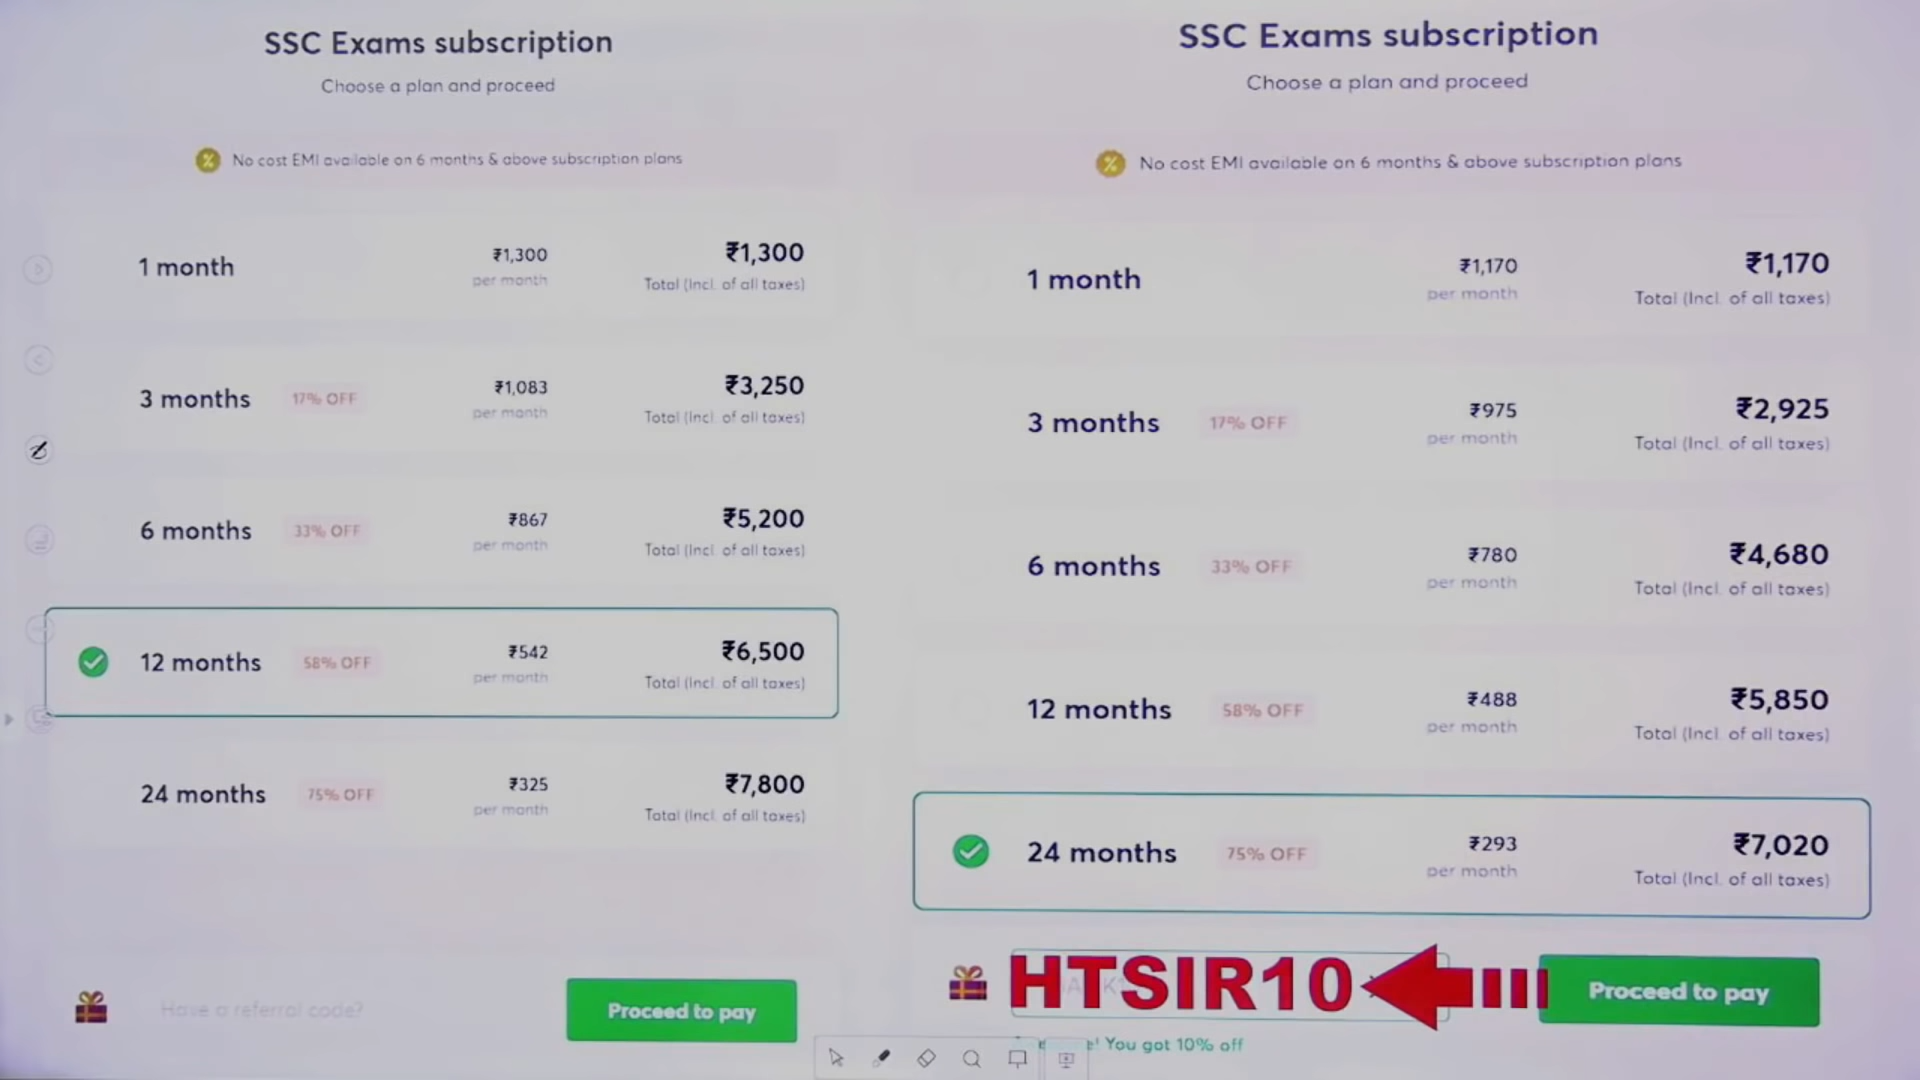 SSC Exams subscription
Choose a plan and proceed
No cost EMI available on 6 months & above subscription plans
1 month
₹1,300
per month
₹1,300
Total (Incl. of all taxes)
3 months
17% OFF
₹1,083
per month
₹3,250
Total (Incl. of all taxes)
6 months
33% OFF
₹867
per month
₹5,200
Total (Incl. of all taxes)
12 months
58% OFF
₹542
per month
₹6,500
Total (Incl. of all taxes)
24 months
75% OFF
₹325
per month
₹7,800
Total (Incl. of all taxes)
Have a referral code?
Proceed to pay
SSC Exams subscription
Choose a plan and proceed
No cost EMI available on 6 months & above subscription plans
1 month
₹1,170
per month
₹1,170
Total (Incl. of all taxes)
3 months
17% OFF
₹975
per month
₹2,925
Total (Incl. of all taxes)
6 months
33% OFF
₹780
per month
₹4,680
Total (Incl. of all taxes)
12 months
58% OFF
₹488
per month
₹5,850
Total (Incl. of all taxes)
24 months
75% OFF
₹293
per month
₹7,020
Total (Incl. of all taxes)
HTSIR10
Proceed to pay
You got 10% off